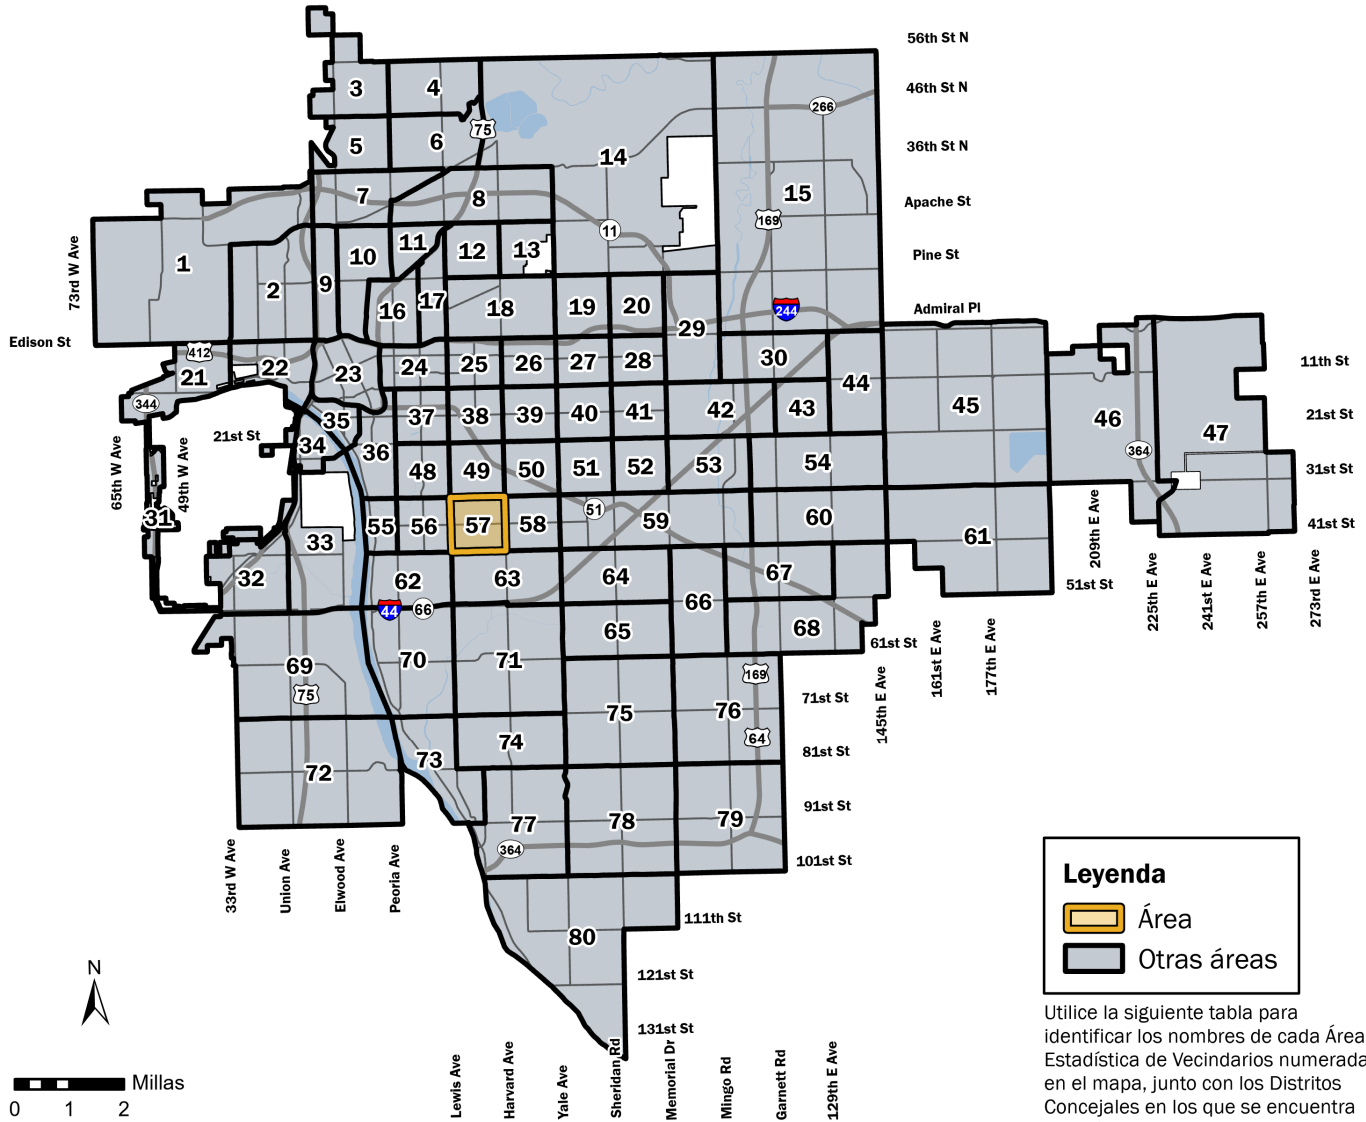 56th St N
46th St N
36th St N
Apache St
Pine St
Admiral Pl
11th St
21st St
31st St
41st St
51st St
61st St
71st St
81st St
91st St
101st St
111th St
121st St
131st St
Edison St
21st St
73rd W Ave
65th W Ave
49th W Ave
33rd W Ave
Union Ave
Elwood Ave
Peoria Ave
Lewis Ave
Harvard Ave
Yale Ave
Sheridan Rd
Memorial Dr
Mingo Rd
Garnett Rd
129th E Ave
145th E Ave
161st E Ave
177th E Ave
209th E Ave
225th E Ave
241st E Ave
257th E Ave
273rd E Ave
3
4
5
6
75
7
8
14
266
15
169
11
1
2
9
10
11
12
13
16
17
18
19
20
29
244
412
21
22
23
24
25
26
27
28
30
44
45
46
47
344
34
35
36
37
38
39
40
41
42
43
364
31
48
49
50
51
52
53
54
33
55
56
57
58
51
59
60
61
32
62
63
64
66
67
44
66
65
68
69
75
70
71
169
75
76
64
72
73
74
77
78
79
364
80
N
Millas
0
1
2
Leyenda
Área
Otras áreas
Utilice la siguiente tabla para
identificar los nombres de cada Área
Estadística de Vecindarios numerada
en el mapa, junto con los Distritos
Concejales en los que se encuentra